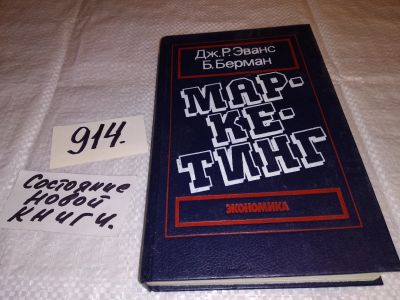 Дж.Р.Эванс
Б.Берман
МАР-
КЕ-
ТИНГ
ЭКОНОМИКА
914.
Состояние
Новой
КНИГИ.